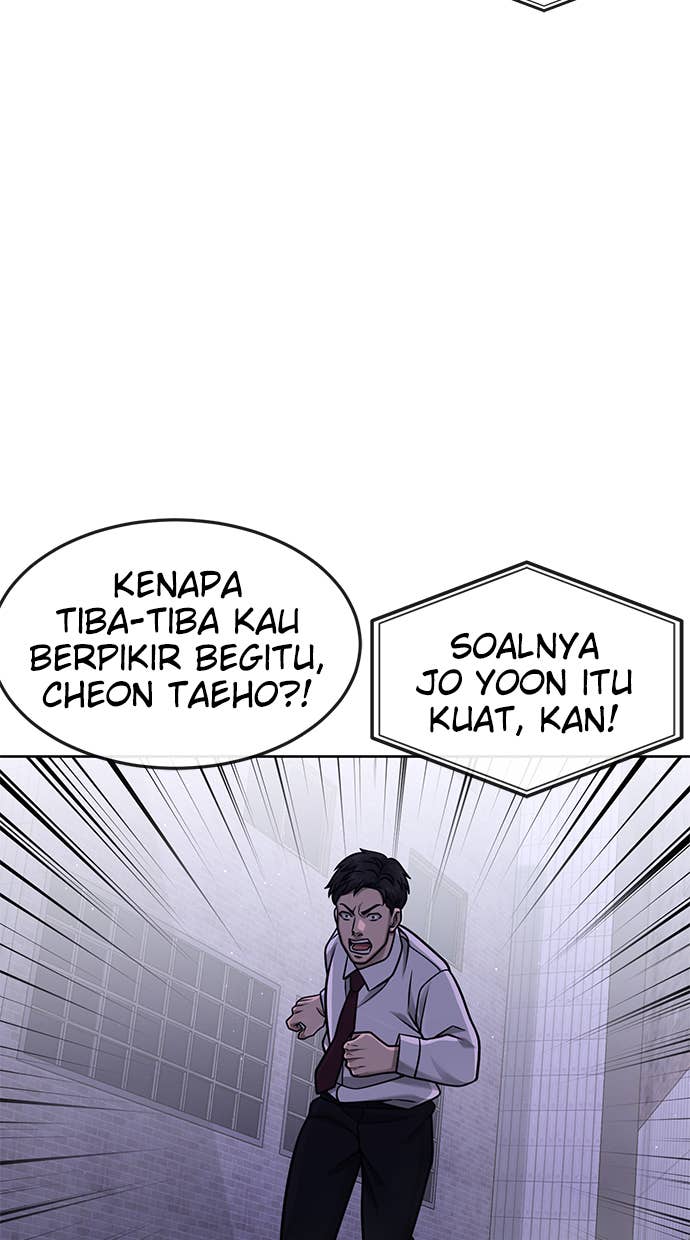 KENAPA
TIBA-TIBA KAU
BERPIKIR BEGITU,
CHEON TAEHO?!
SOALNYA
JO YOON ITU
KUAT, KAN!